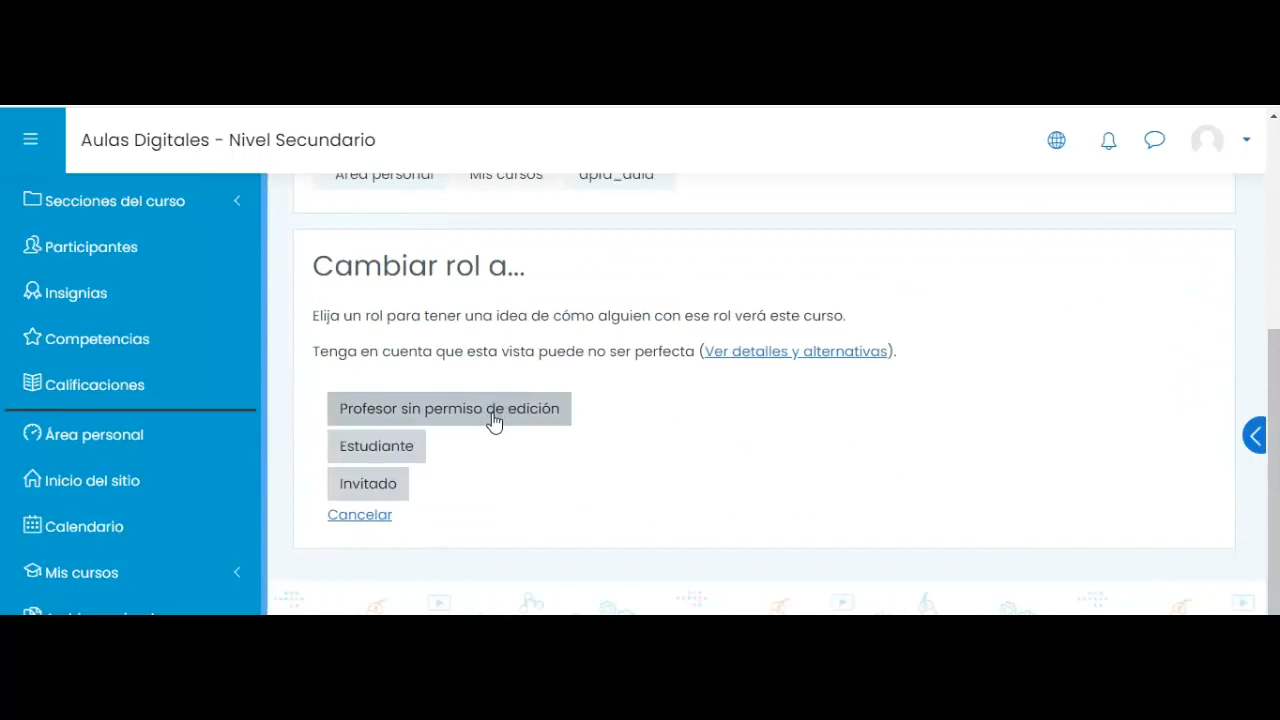 Aulas Digitales - Nivel Secundario
Área personal Mis cursos apfd_aula
Secciones del curso
Participantes
Insignias
Competencias
Calificaciones
Área personal
Inicio del sitio
Calendario
Mis cursos
Cambiar rol a...
Elija un rol para tener una idea de cómo alguien con ese rol verá este curso.
Tenga en cuenta que esta vista puede no ser perfecta (Ver detalles y alternativas).
Profesor sin permiso de edición
Estudiante
Invitado
Cancelar